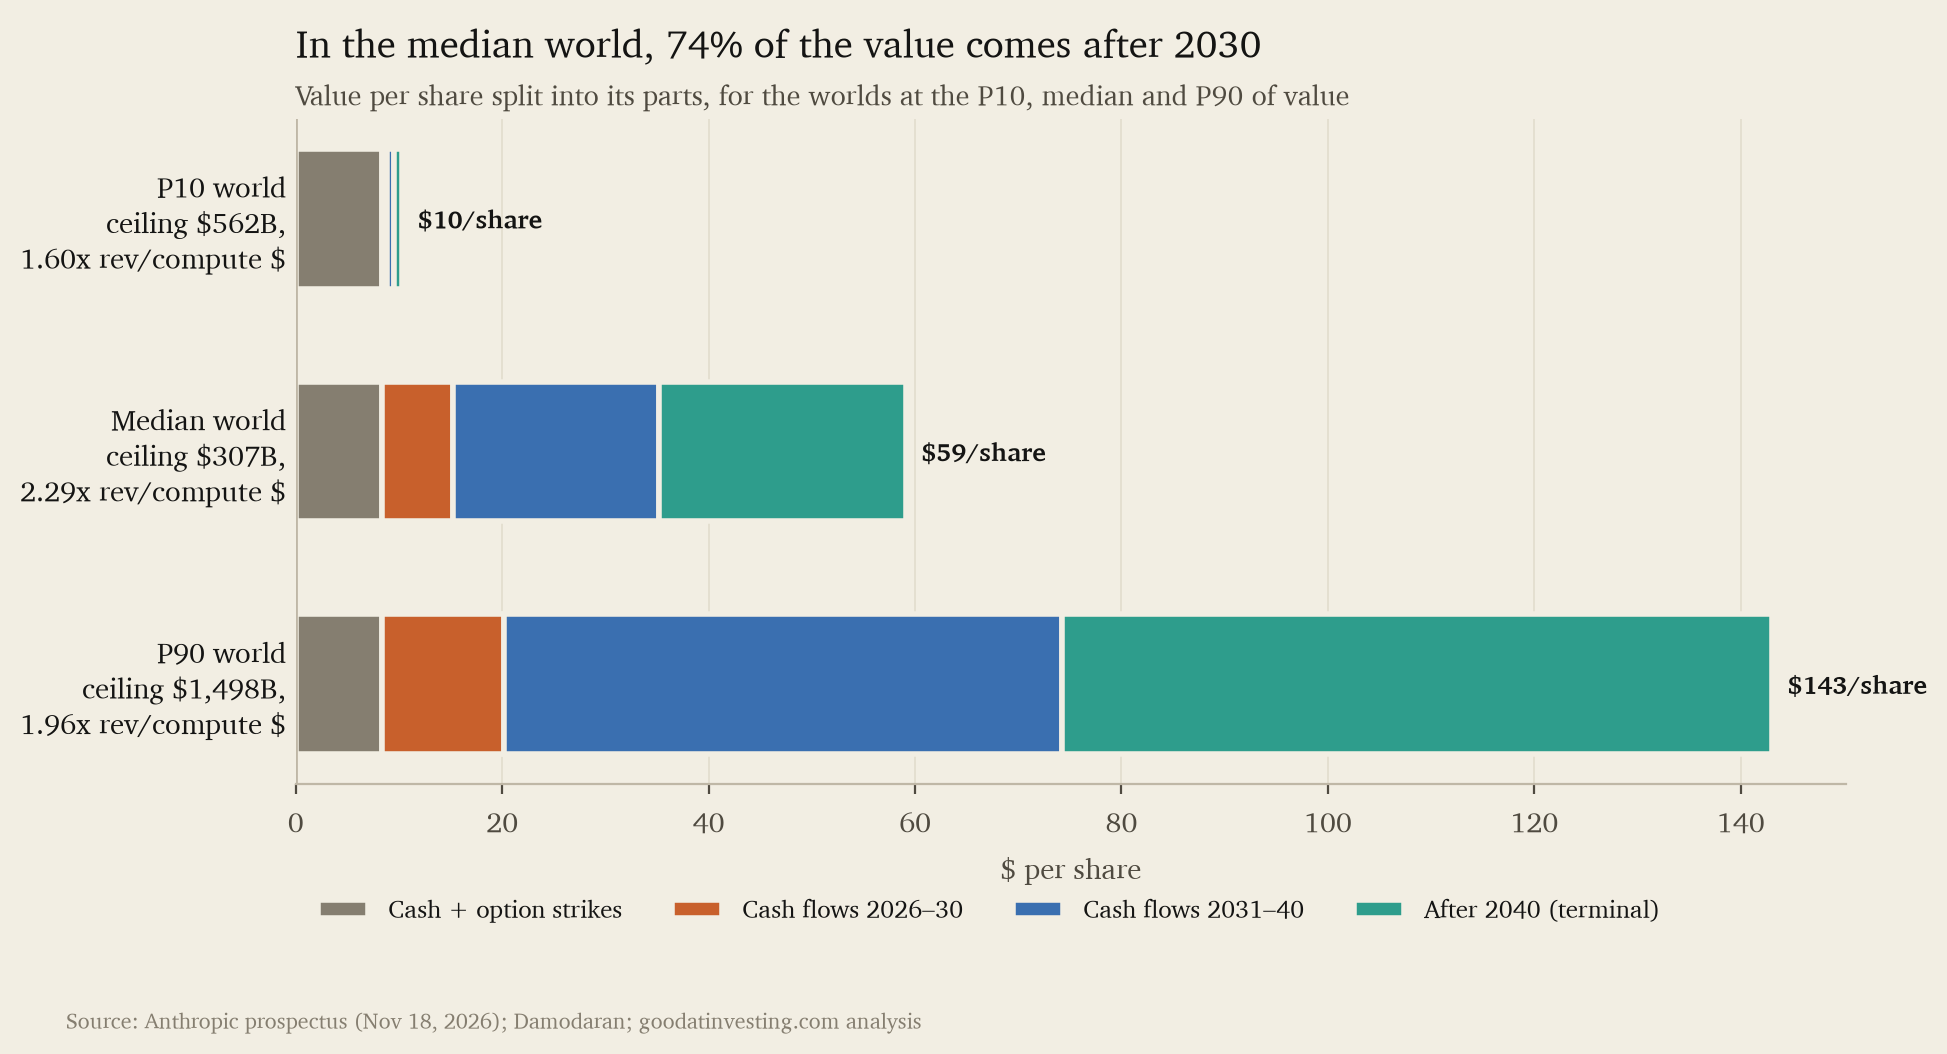 In the median world, 74% of the value comes after 2030
Value per share split into its parts, for the worlds at the P10, median and P90 of value
P10 world
ceiling $562B,
1.60x rev/compute $
$10/share
Median world
ceiling $307B,
2.29x rev/compute $
$59/share
P90 world
ceiling $1,498B,
1.96x rev/compute $
$143/share
0 20 40 60 80 100 120 140
$ per share
Cash + option strikes Cash flows 2026–30 Cash flows 2031–40 After 2040 (terminal)
Source: Anthropic prospectus (Nov 18, 2026); Damodaran; goodatinvesting.com analysis